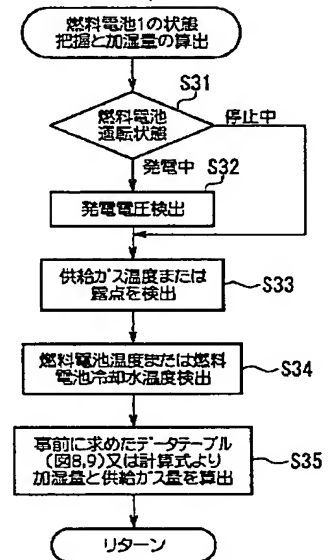 燃料電池1の状態
把握と加湿量の算出
S31
燃料電池
運転状態
停止中
発電中
S32
発電電圧検出
供給ガス温度または
露点を検出
S33
燃料電池温度または燃料
電池冷却水温度検出
S34
事前に求めたデータテーブル
(図8,9)又は計算式より
加湿量と供給ガス量を算出
S35
リターン